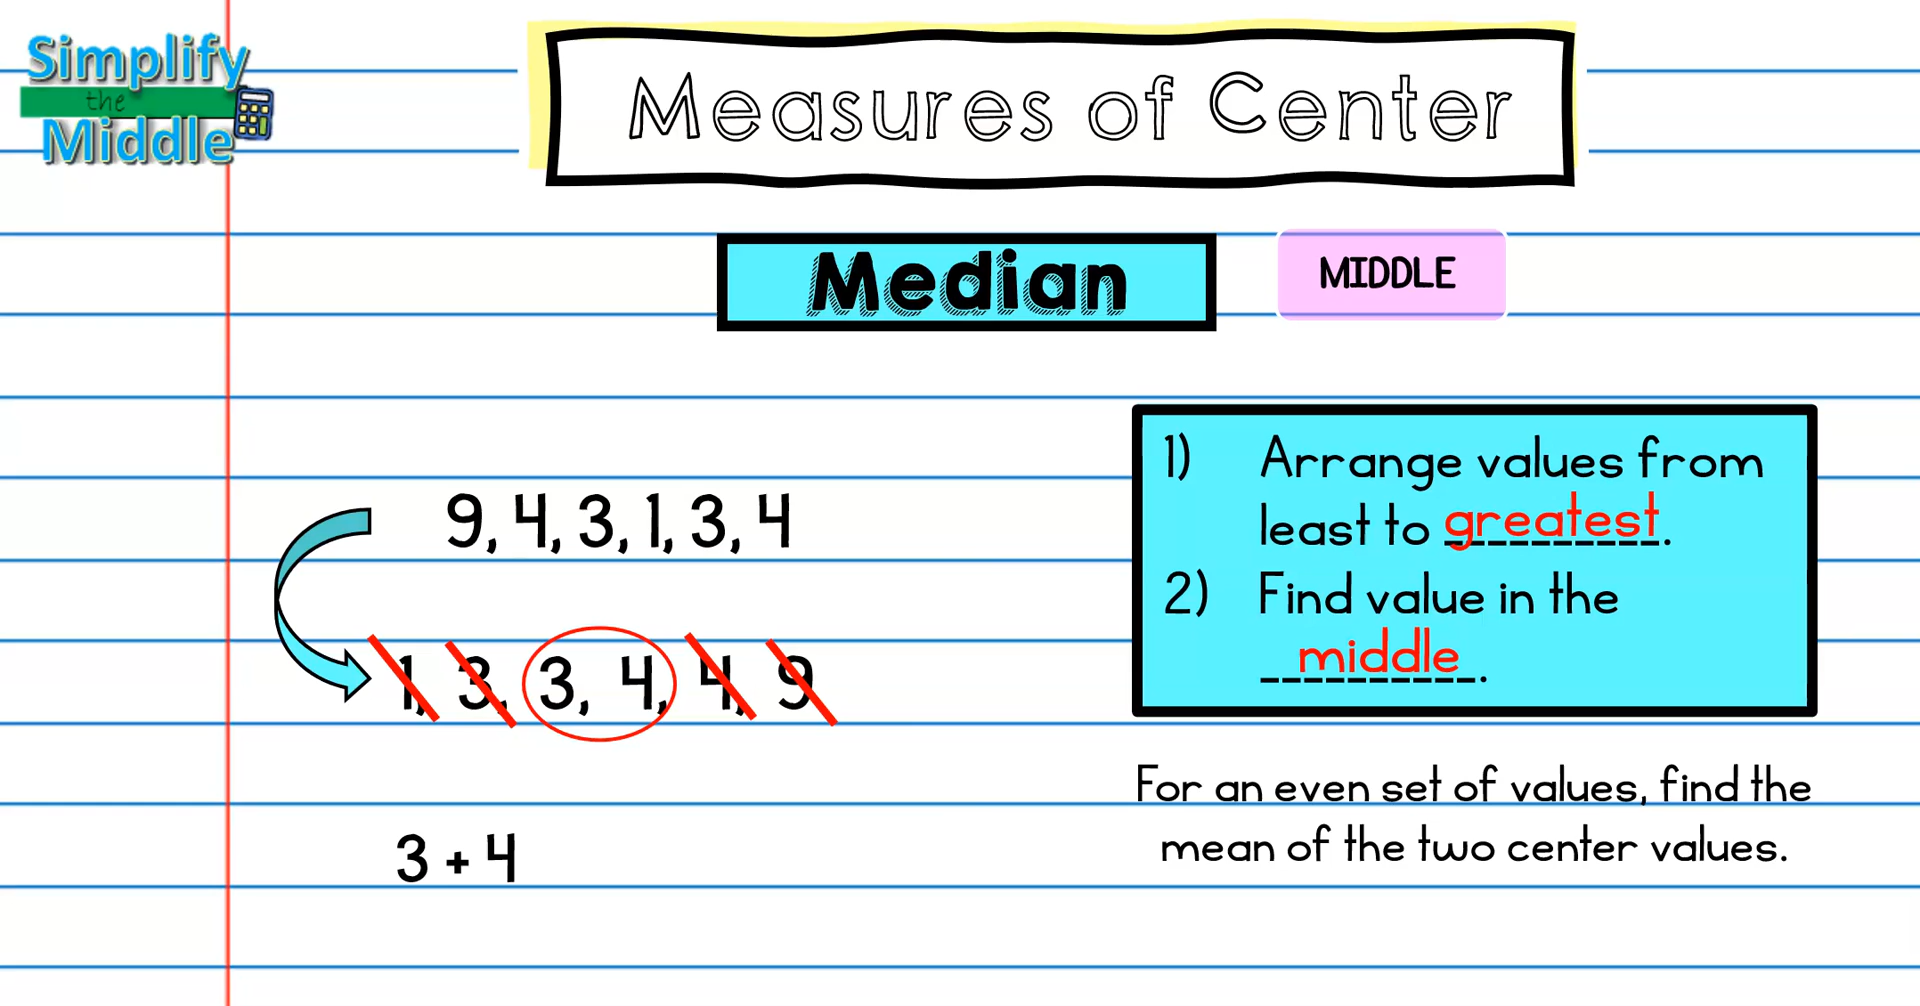 Simplify
the
Middle
Measures of Center
Median
MIDDLE
9, 4, 3, 1, 3, 4
1, 3, 3, 4, 4, 9
3 + 4
1) Arrange values from
least to greatest.
2) Find value in the
middle.
For an even set of values, find the
mean of the two center values.